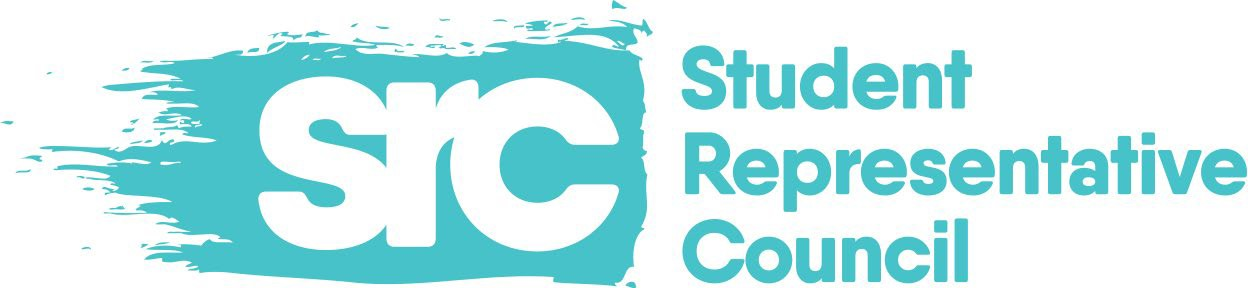 src
Student
Representative
Council